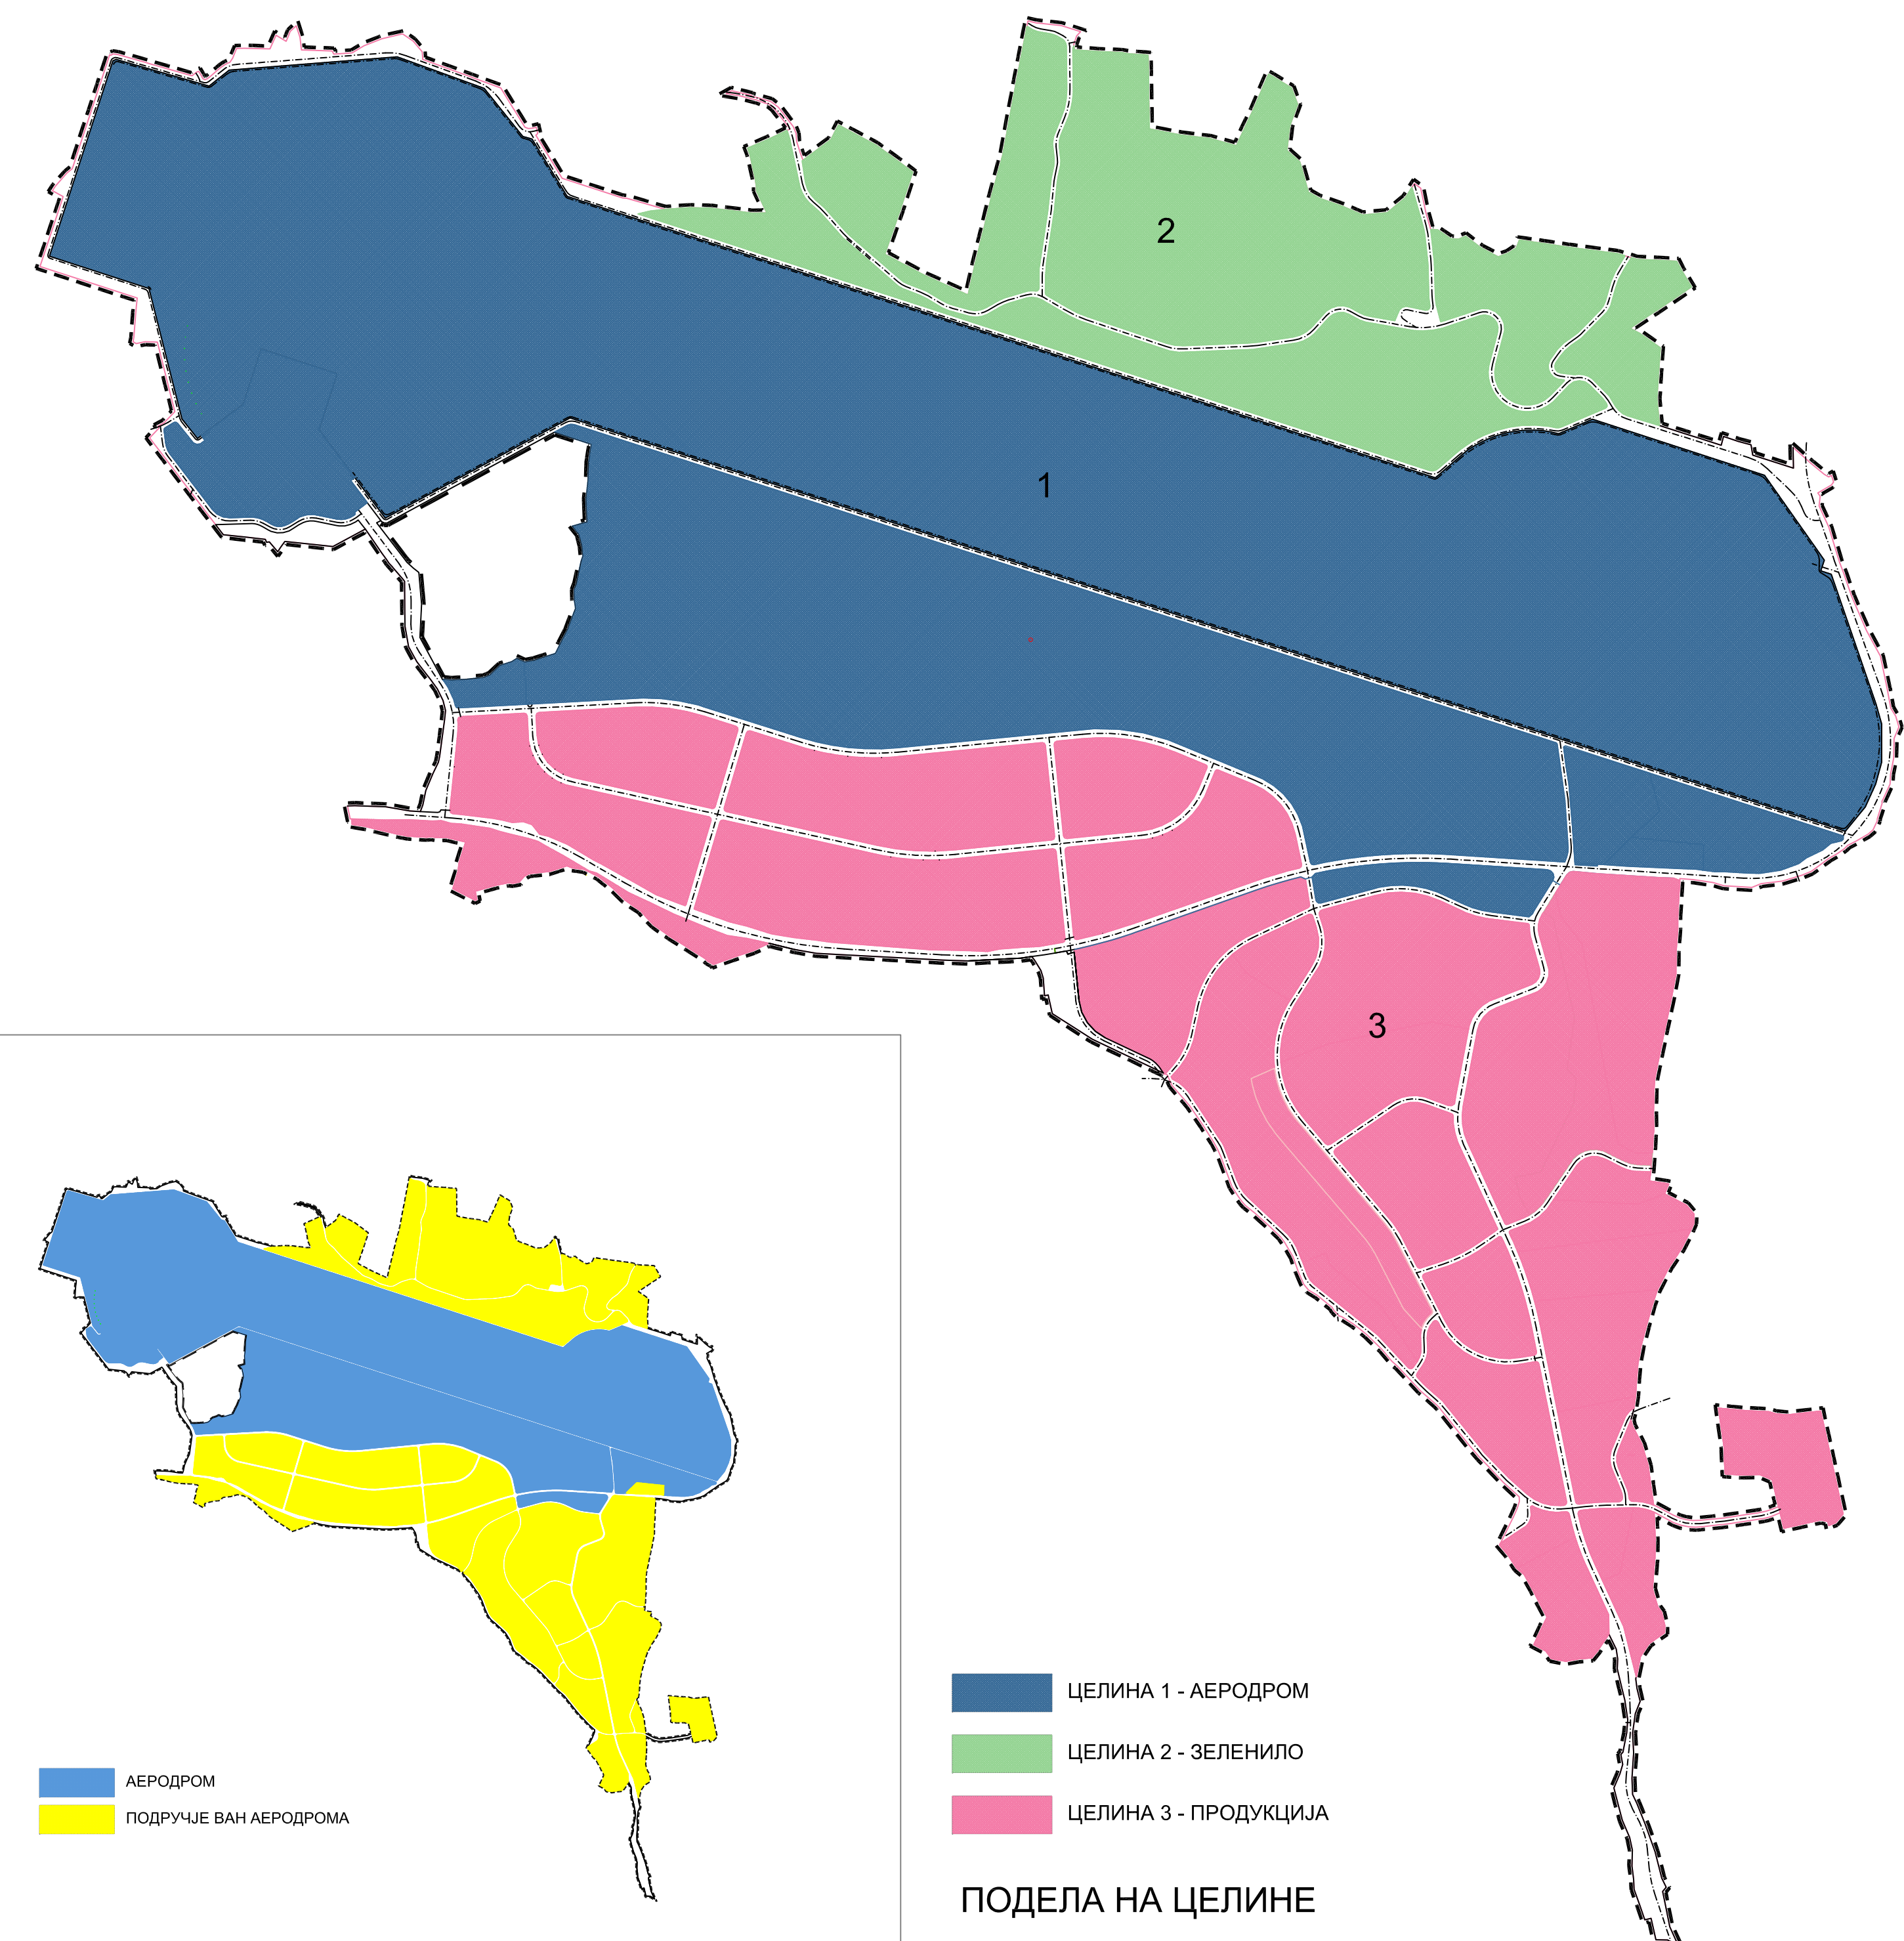 2
1
3
ЦЕЛИНА 1 - АЕРОДРОМ
ЦЕЛИНА 2 - ЗЕЛЕНИЛО
ЦЕЛИНА 3 - ПРОДУКЦИЈА
ПОДЕЛА НА ЦЕЛИНЕ
АЕРОДРОМ
ПОДРУЧЈЕ ВАН АЕРОДРОМА